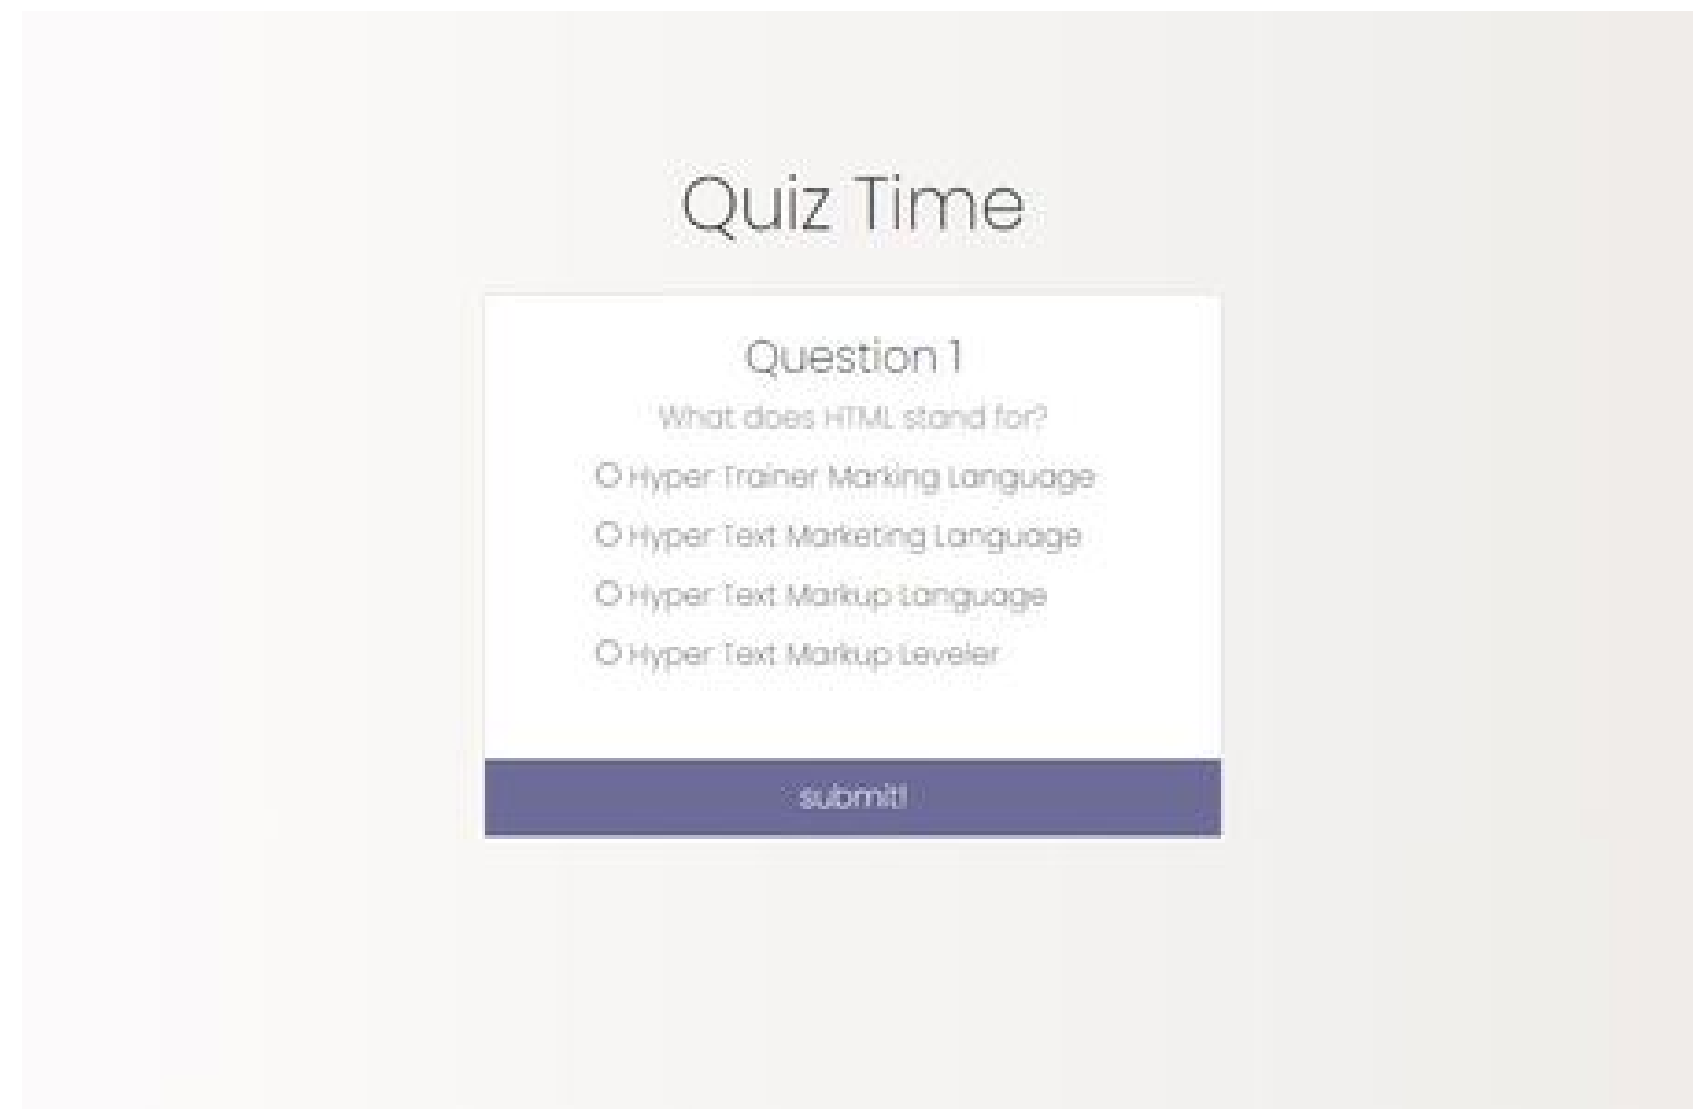 Quiz Time
Question 1
What does HTML stand for?
Hyper Trainer Marking Language
Hyper Text Marketing Language
Hyper Text Markup Language
Hyper Text Markup Leveler
submit!